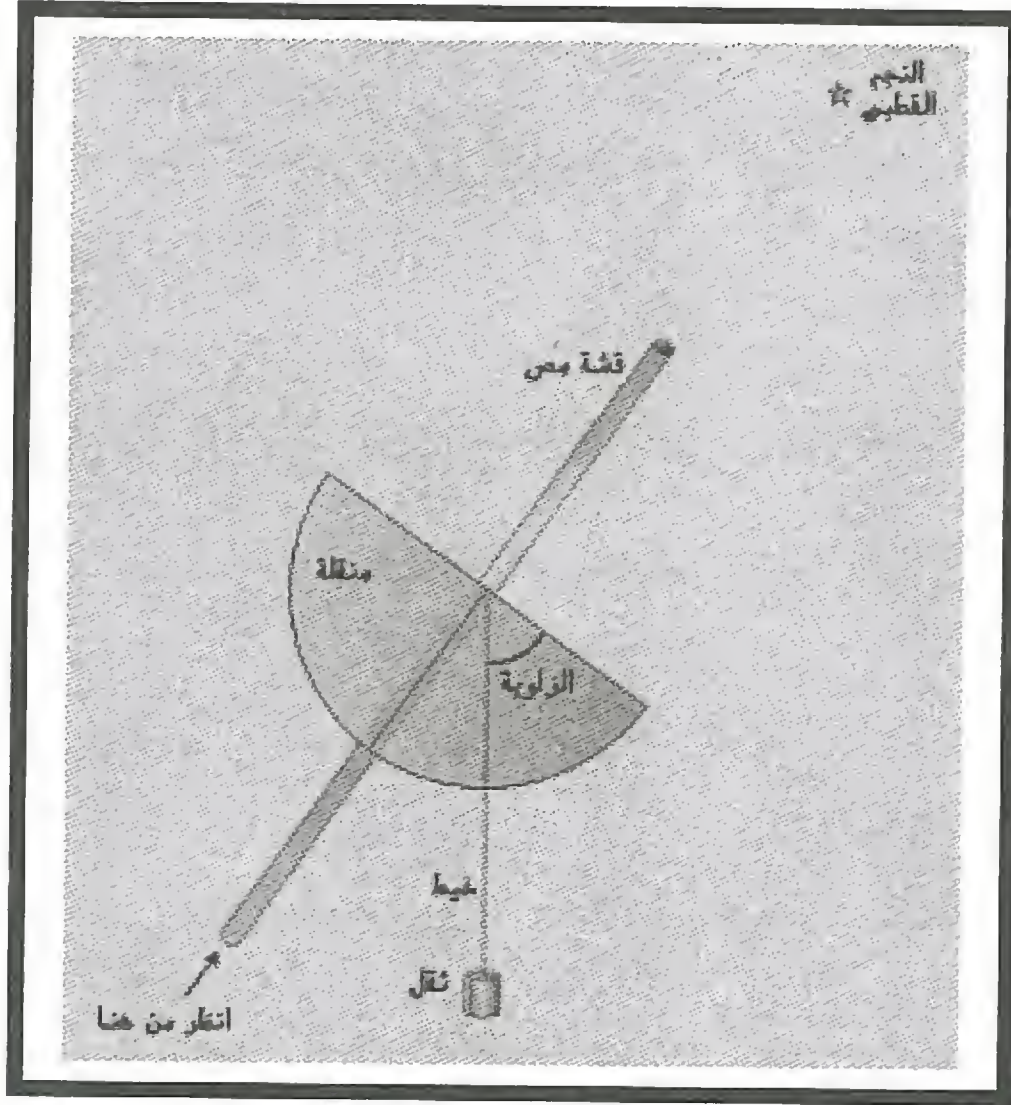 النجم
القطبي
قشة مص
منقلة
الزاوية
خيط
ثقل
انظر من هنا